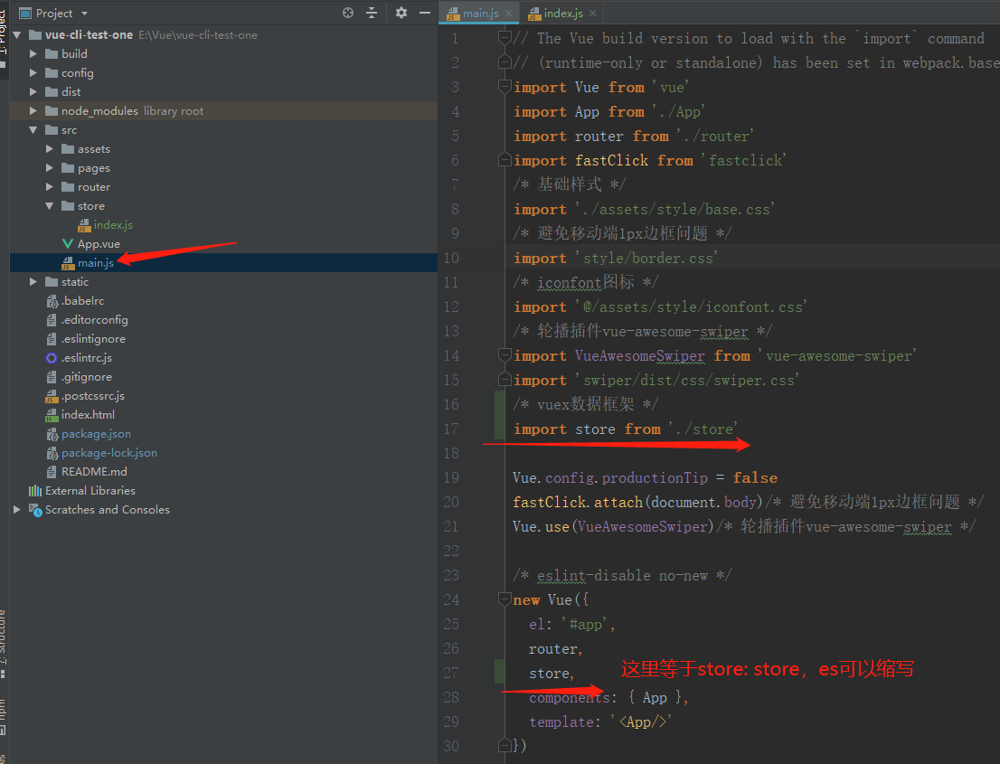 Project
main.js
index.js
1: Project
vue-cli-test-one E:\Vue\vue-cli-test-one
build
config
dist
node_modules library root
src
assets
pages
router
store
index.js
App.vue
main.js
static
.babelrc
.editorconfig
.eslintignore
.eslintrc.js
.gitignore
.postcssrc.js
index.html
package.json
package-lock.json
README.md
External Libraries
Scratches and Consoles
7: Structure
npm
1 // The Vue build version to load with the `import` command
2 // (runtime-only or standalone) has been set in webpack.base
3 import Vue from 'vue'
4 import App from './App'
5 import router from './router'
6 import fastClick from 'fastclick'
7 /* 基础样式 */
8 import './assets/style/base.css'
9 /* 避免移动端1px边框问题 */
10 import 'style/border.css'
11 /* iconfont图标 */
12 import '@/assets/style/iconfont.css'
13 /* 轮播插件vue-awesome-swiper */
14 import VueAwesomeSwiper from 'vue-awesome-swiper'
15 import 'swiper/dist/css/swiper.css'
16 /* vuex数据框架 */
17 import store from './store'
18
19 Vue.config.productionTip = false
20 fastClick.attach(document.body)/* 避免移动端1px边框问题 */
21 Vue.use(VueAwesomeSwiper)/* 轮播插件vue-awesome-swiper */
22
23 /* eslint-disable no-new */
24 new Vue({
25 el: '#app',
26 router,
27 store,
这里等于store: store，es可以缩写
28 components: { App },
29 template: '<App/>'
30 })